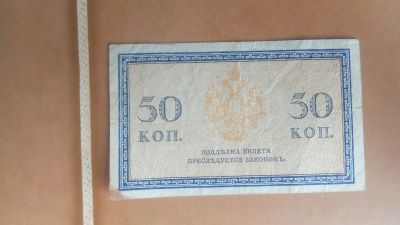 50 50
КОП. КОП.
ПОДДѢЛКА БИЛЕТА
ПРЕСЛѢДУЕТСЯ ЗАКОНОМЪ.